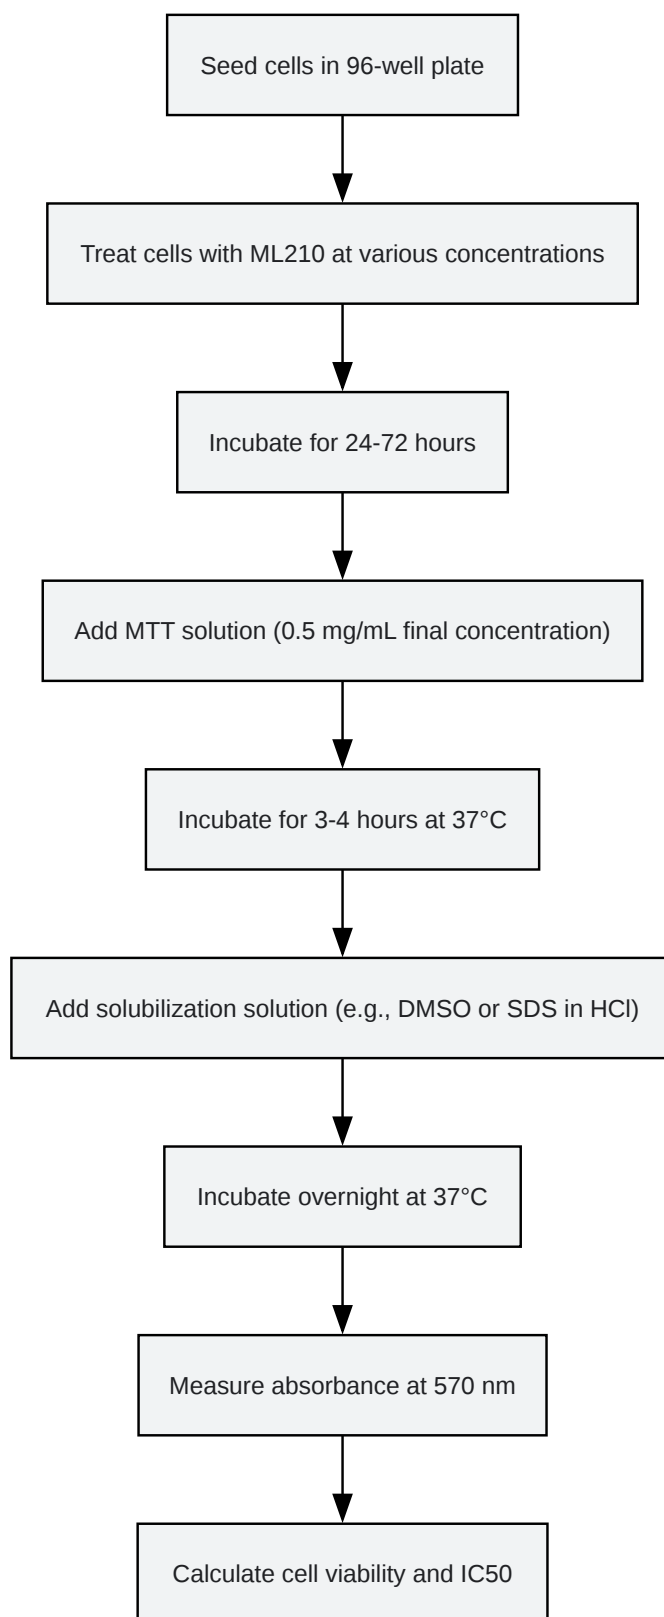 Seed cells in 96-well plate
Treat cells with ML210 at various concentrations
Incubate for 24-72 hours
Add MTT solution (0.5 mg/mL final concentration)
Incubate for 3-4 hours at 37°C
Add solubilization solution (e.g., DMSO or SDS in HCl)
Incubate overnight at 37°C
Measure absorbance at 570 nm
Calculate cell viability and IC50